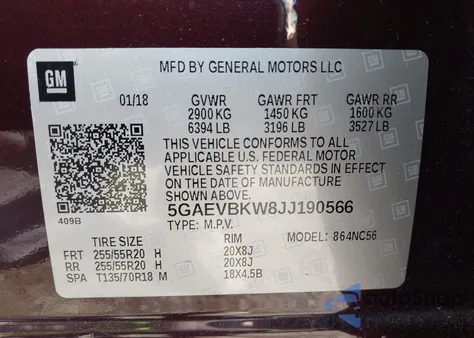 GM
MFD BY GENERAL MOTORS LLC
01/18 GVWR GAWR FRT GAWR RR
2900 KG 1450 KG 1600 KG
6394 LB 3196 LB 3527 LB
THIS VEHICLE CONFORMS TO ALL
APPLICABLE U.S. FEDERAL MOTOR
VEHICLE SAFETY STANDARDS IN EFFECT
ON THE DATE OF MANUFACTURE
SHOWN ABOVE.
5GAEVBKW8JJ190566
409B
TYPE: M.P.V.
MODEL: 864NC56
TIRE SIZE RIM
FRT 255/55R20 H 20X8J
RR 255/55R20 H 20X8J
SPA T135/70R18 M 18X4.5B
AutoSnap